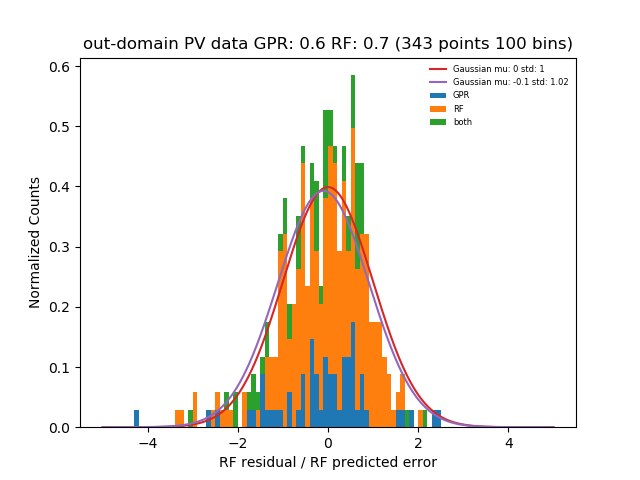 out-domain PV data GPR: 0.6 RF: 0.7 (343 points 100 bins)
Gaussian mu: 0 std: 1
Gaussian mu: -0.1 std: 1.02
GPR
RF
both
Normalized Counts
0.6
0.5
0.4
0.3
0.2
0.1
0.0
−4 −2 0 2 4
RF residual / RF predicted error